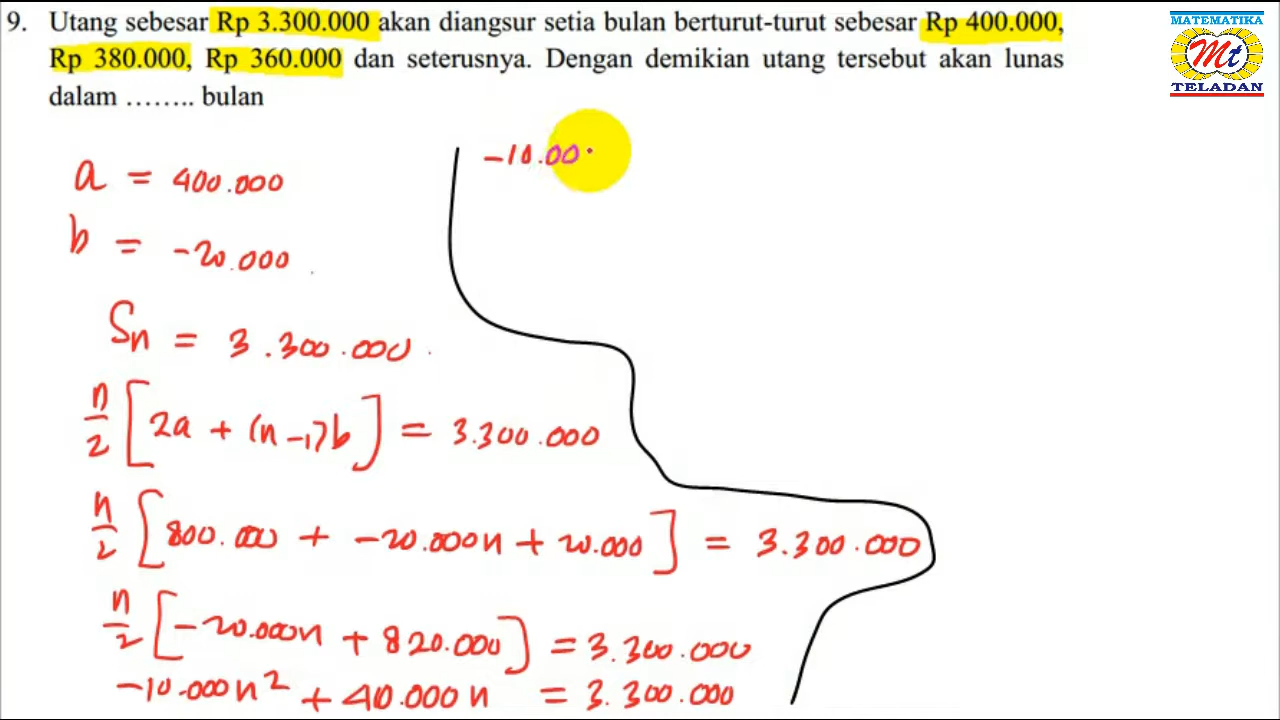 9. Utang sebesar Rp 3.300.000 akan diangsur setia bulan berturut-turut sebesar Rp 400.000,
Rp 380.000, Rp 360.000 dan seterusnya. Dengan demikian utang tersebut akan lunas
dalam …….. bulan
MATEMATIKA
Mt
TELADAN
a = 400.000
b = -20.000
Sn = 3.300.000
n/2 [2a + (n-1)b] = 3.300.000
n/2 [800.000 + -20.000n + 20.000] = 3.300.000
n/2 [-20.000n + 820.000] = 3.300.000
-10.000n² + 40.000n = 3.300.000
-10.00